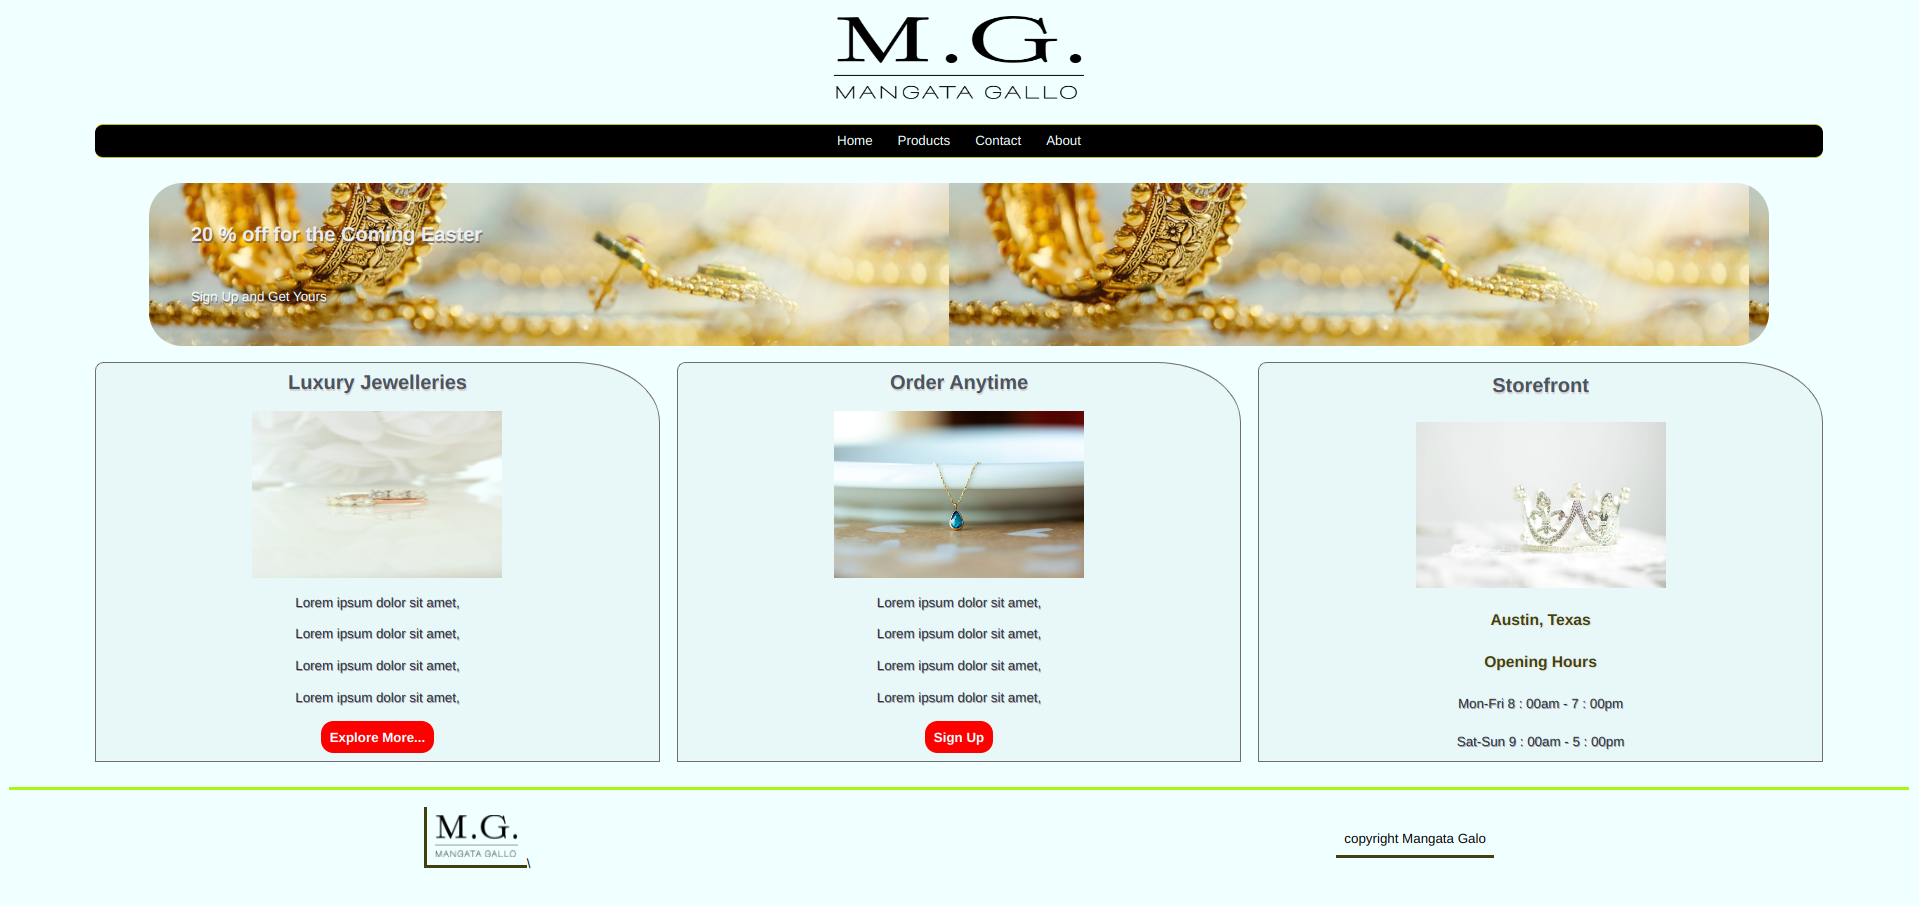 M.G.
MANGATA GALLO
Home Products Contact About
20 % off for the Coming Easter
Sign Up and Get Yours
Luxury Jewelleries
Lorem ipsum dolor sit amet,
Lorem ipsum dolor sit amet,
Lorem ipsum dolor sit amet,
Lorem ipsum dolor sit amet,
Explore More...
Order Anytime
Lorem ipsum dolor sit amet,
Lorem ipsum dolor sit amet,
Lorem ipsum dolor sit amet,
Lorem ipsum dolor sit amet,
Sign Up
Storefront
Austin, Texas
Opening Hours
Mon-Fri 8 : 00am - 7 : 00pm
Sat-Sun 9 : 00am - 5 : 00pm
M.G.
MANGATA GALLO
\
copyright Mangata Galo